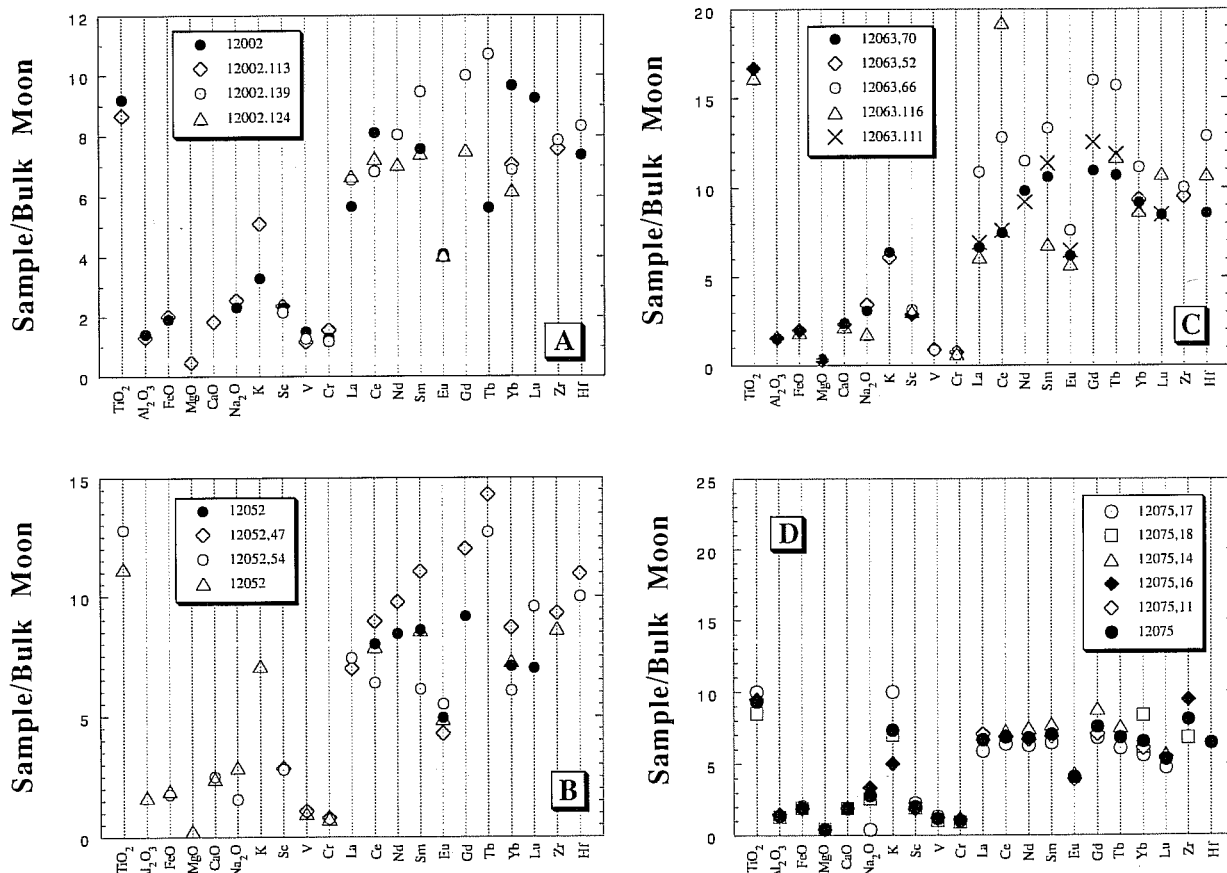 Sample/Bulk Moon
14
12
10
8
6
4
2
0
12002
12002.113
12002.139
12002.124
A
TiO2
Al2O3
FeO
MgO
CaO
Na2O
K
Sc
V
Cr
La
Ce
Nd
Sm
Eu
Gd
Tb
Yb
Lu
Zr
Hf
Sample/Bulk Moon
20
15
10
5
0
12063,70
12063,52
12063,66
12063.116
12063.111
C
TiO2
Al2O3
FeO
MgO
CaO
Na2O
K
Sc
V
Cr
La
Ce
Nd
Sm
Eu
Gd
Tb
Yb
Lu
Zr
Hf
Sample/Bulk Moon
15
10
5
0
12052
12052,47
12052,54
12052
B
TiO2
Al2O3
FeO
MgO
CaO
Na2O
K
Sc
V
Cr
La
Ce
Nd
Sm
Eu
Gd
Tb
Yb
Lu
Zr
Hf
Sample/Bulk Moon
25
20
15
10
5
0
D
12075,17
12075,18
12075,14
12075,16
12075,11
12075
TiO2
Al2O3
FeO
MgO
CaO
Na2O
K
Sc
V
Cr
La
Ce
Nd
Sm
Eu
Gd
Tb
Yb
Lu
Zr
Hf